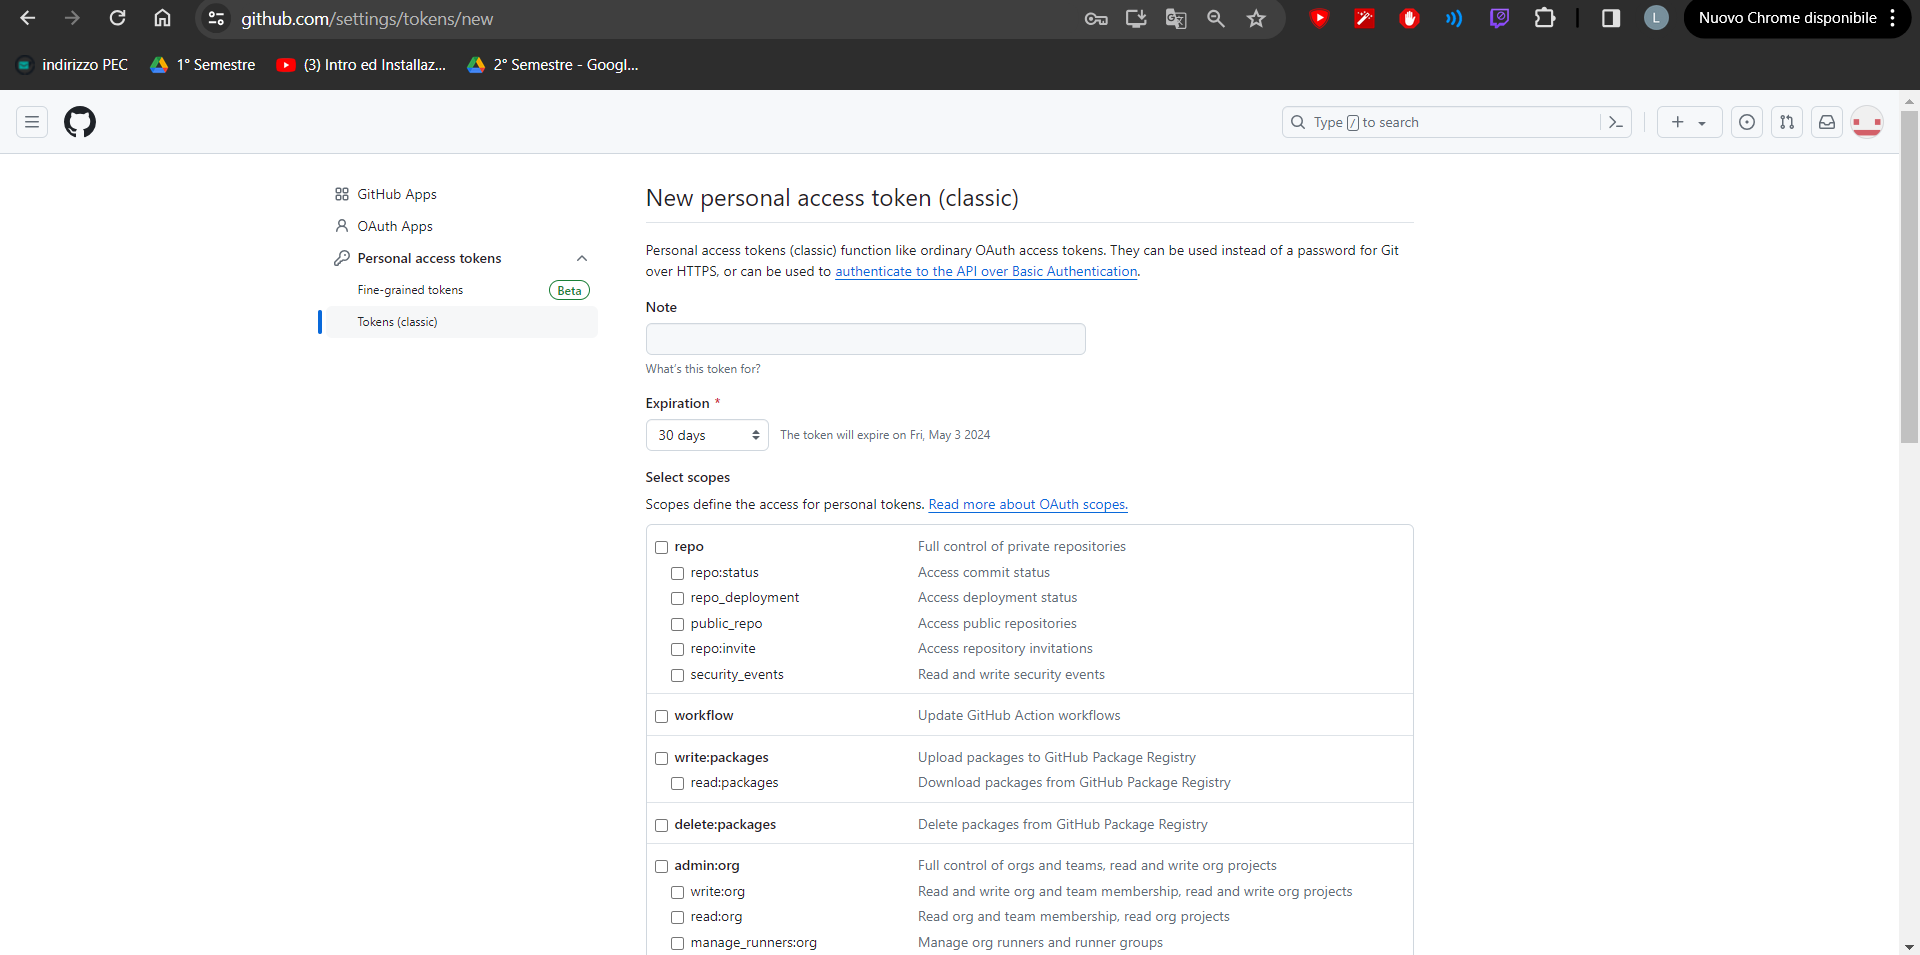 github.com/settings/tokens/new
Nuovo Chrome disponibile
L
indirizzo PEC
1° Semestre
(3) Intro ed Installaz...
2° Semestre - Googl...
Type / to search
GitHub Apps
OAuth Apps
Personal access tokens
Fine-grained tokens
Beta
Tokens (classic)
New personal access token (classic)
Personal access tokens (classic) function like ordinary OAuth access tokens. They can be used instead of a password for Git
over HTTPS, or can be used to authenticate to the API over Basic Authentication.
Note
What's this token for?
Expiration *
30 days
The token will expire on Fri, May 3 2024
Select scopes
Scopes define the access for personal tokens. Read more about OAuth scopes.
repo Full control of private repositories
repo:status Access commit status
repo_deployment Access deployment status
public_repo Access public repositories
repo:invite Access repository invitations
security_events Read and write security events
workflow Update GitHub Action workflows
write:packages Upload packages to GitHub Package Registry
read:packages Download packages from GitHub Package Registry
delete:packages Delete packages from GitHub Package Registry
admin:org Full control of orgs and teams, read and write org projects
write:org Read and write org and team membership, read and write org projects
read:org Read org and team membership, read org projects
manage_runners:org Manage org runners and runner groups